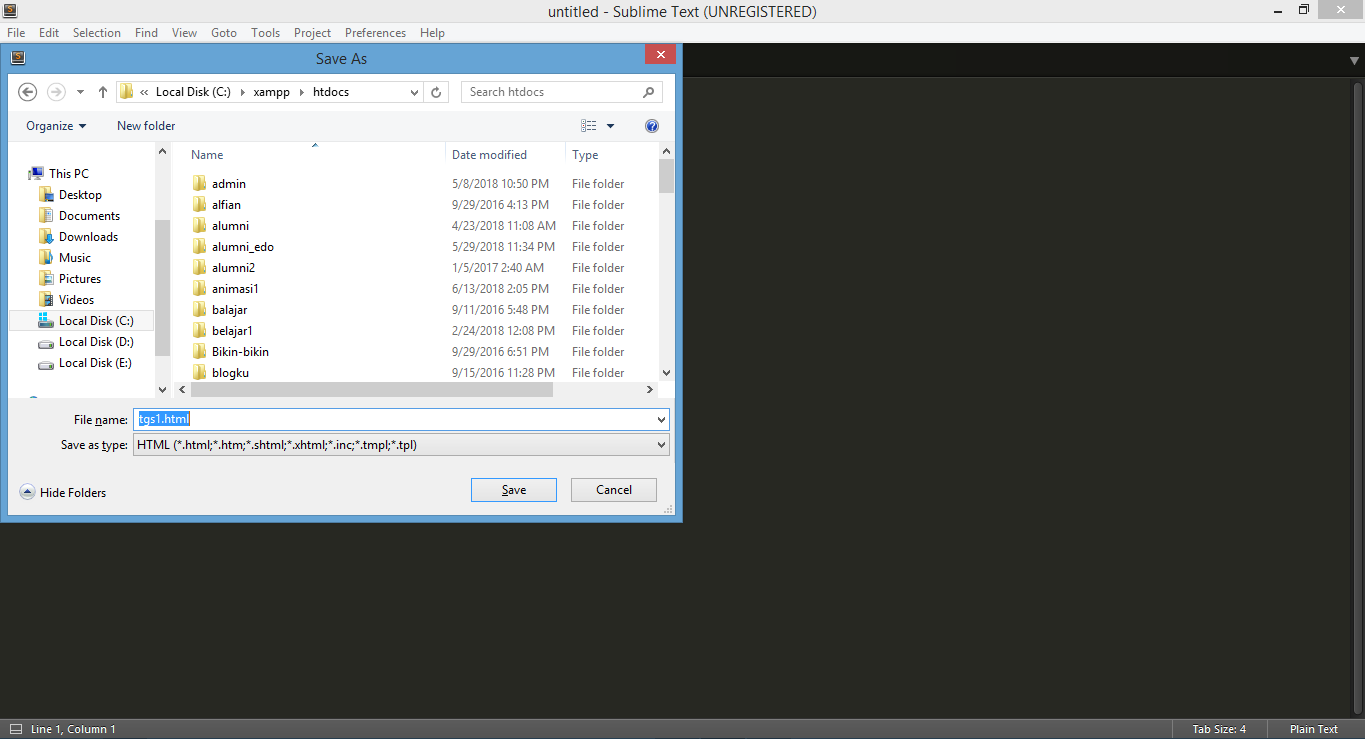 untitled - Sublime Text (UNREGISTERED)
File Edit Selection Find View Goto Tools Project Preferences Help
Save As
« Local Disk (C:) xampp htdocs Search htdocs
Organize New folder
Name Date modified Type
This PC
Desktop
Documents
Downloads
Music
Pictures
Videos
Local Disk (C:)
Local Disk (D:)
Local Disk (E:)
admin 5/8/2018 10:50 PM File folder
alfian 9/29/2016 4:13 PM File folder
alumni 4/23/2018 11:08 AM File folder
alumni_edo 5/29/2018 11:34 PM File folder
alumni2 1/5/2017 2:40 AM File folder
animasi1 6/13/2018 2:05 PM File folder
balajar 9/11/2016 5:48 PM File folder
belajar1 2/24/2018 12:08 PM File folder
Bikin-bikin 9/29/2016 6:51 PM File folder
blogku 9/15/2016 11:28 PM File folder
File name: tgs1.html
Save as type: HTML (*.html;*.htm;*.shtml;*.xhtml;*.inc;*.tmpl;*.tpl)
Hide Folders Save Cancel
Line 1, Column 1 Tab Size: 4 Plain Text